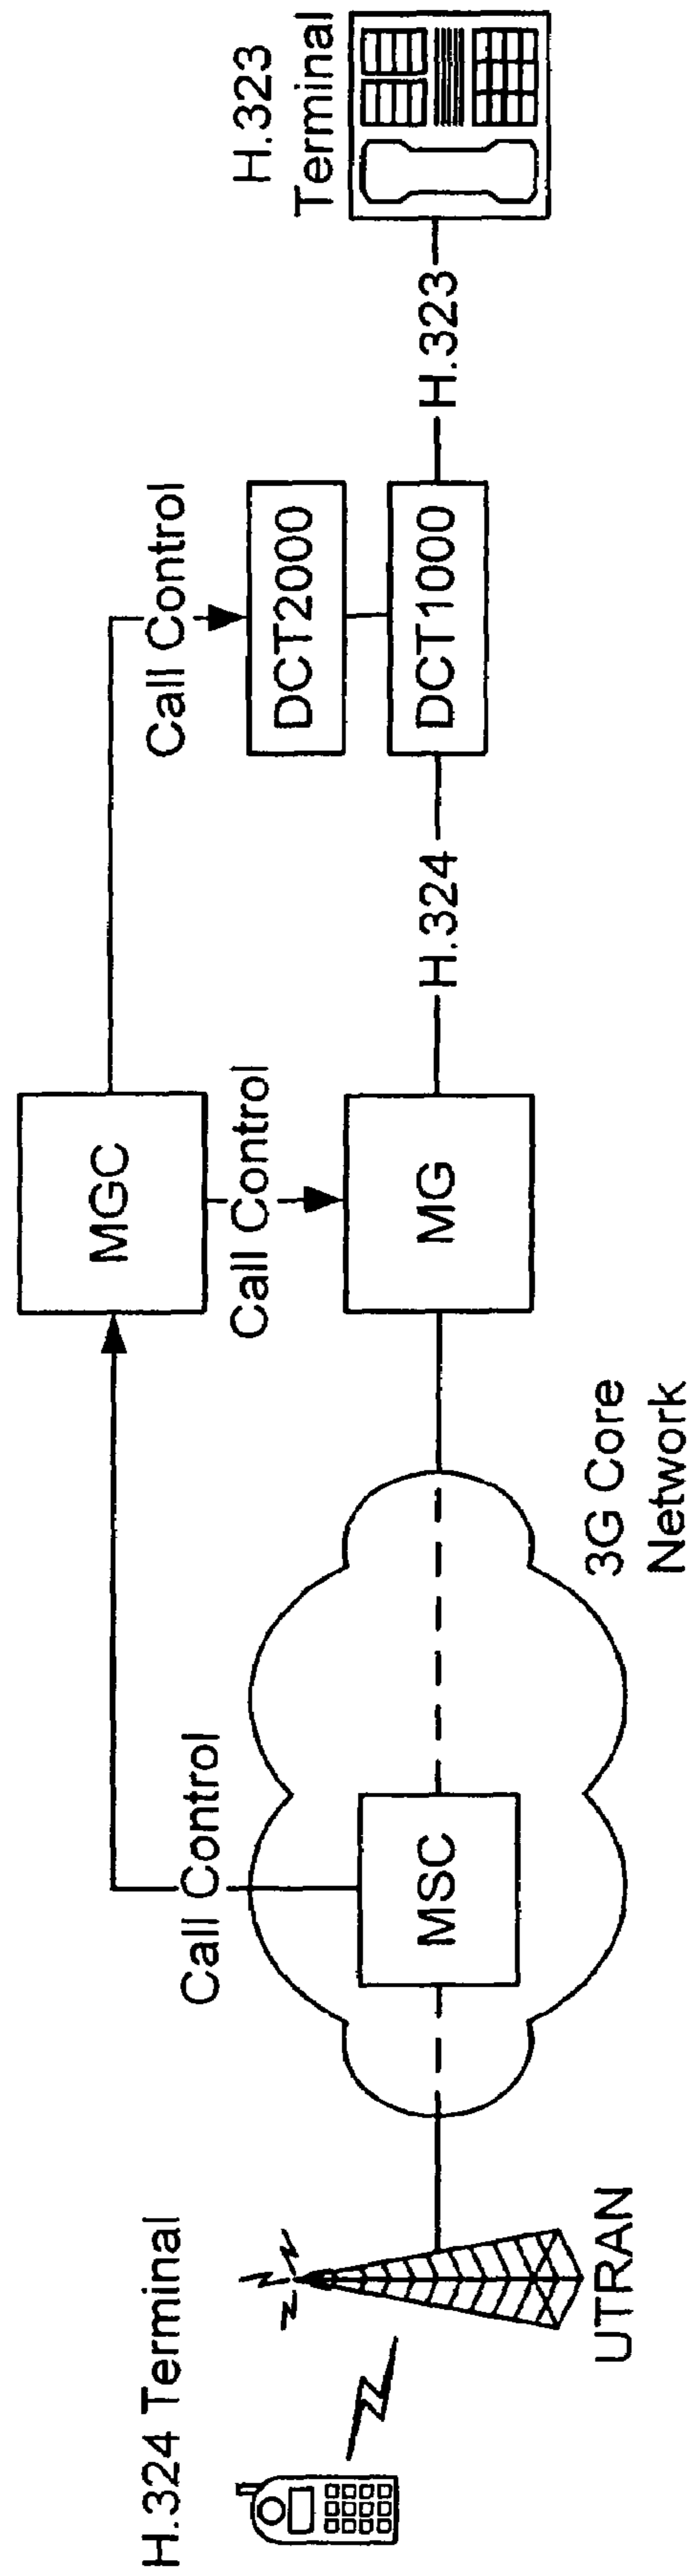 H.324 Terminal
UTRAN
Call Control
MSC
3G Core
Network
MGC
Call Control
MG
H.324
Call Control
DCT2000
DCT1000
H.323
H.323
Terminal